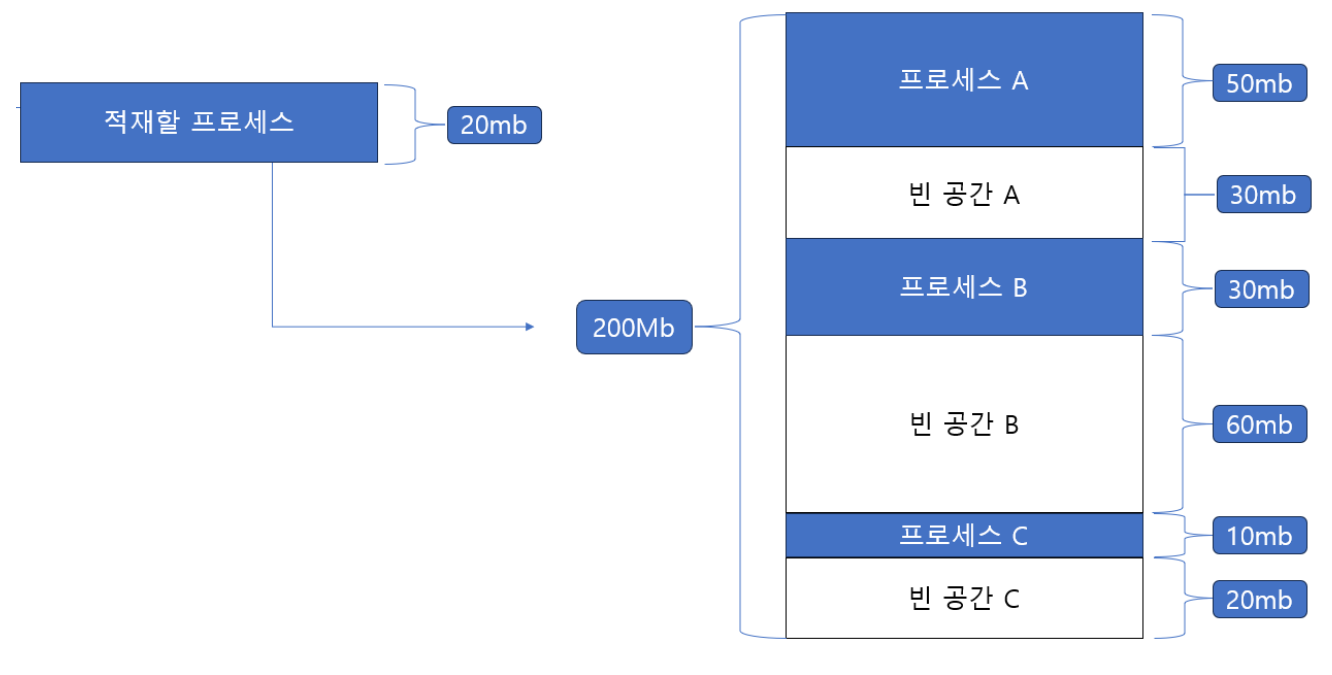 적재할 프로세스
20mb
200Mb
프로세스 A
50mb
빈 공간 A
30mb
프로세스 B
30mb
빈 공간 B
60mb
프로세스 C
10mb
빈 공간 C
20mb